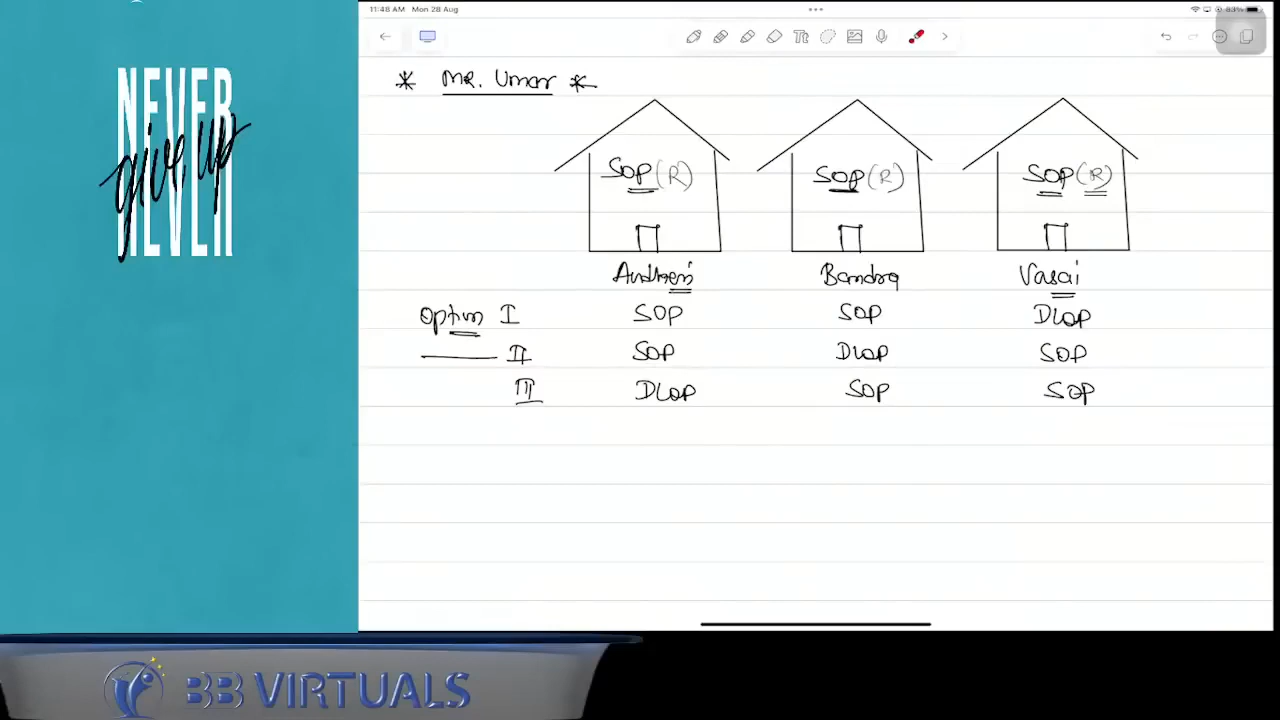 11:48 AM Mon 28 Aug
83%
NEVER
give up
NEVER
* Mr. Umar *
SOP (R) SOP (R) SOP (R)
Andheri Bandra Vasai
Option I SOP SOP DLOP
II SOP DLOP SOP
III DLOP SOP SOP
BB VIRTUALS